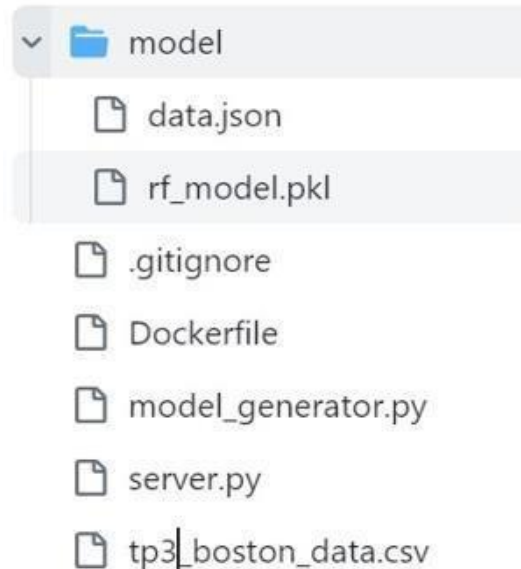 model
data.json
rf_model.pkl
.gitignore
Dockerfile
model_generator.py
server.py
tp3_boston_data.csv